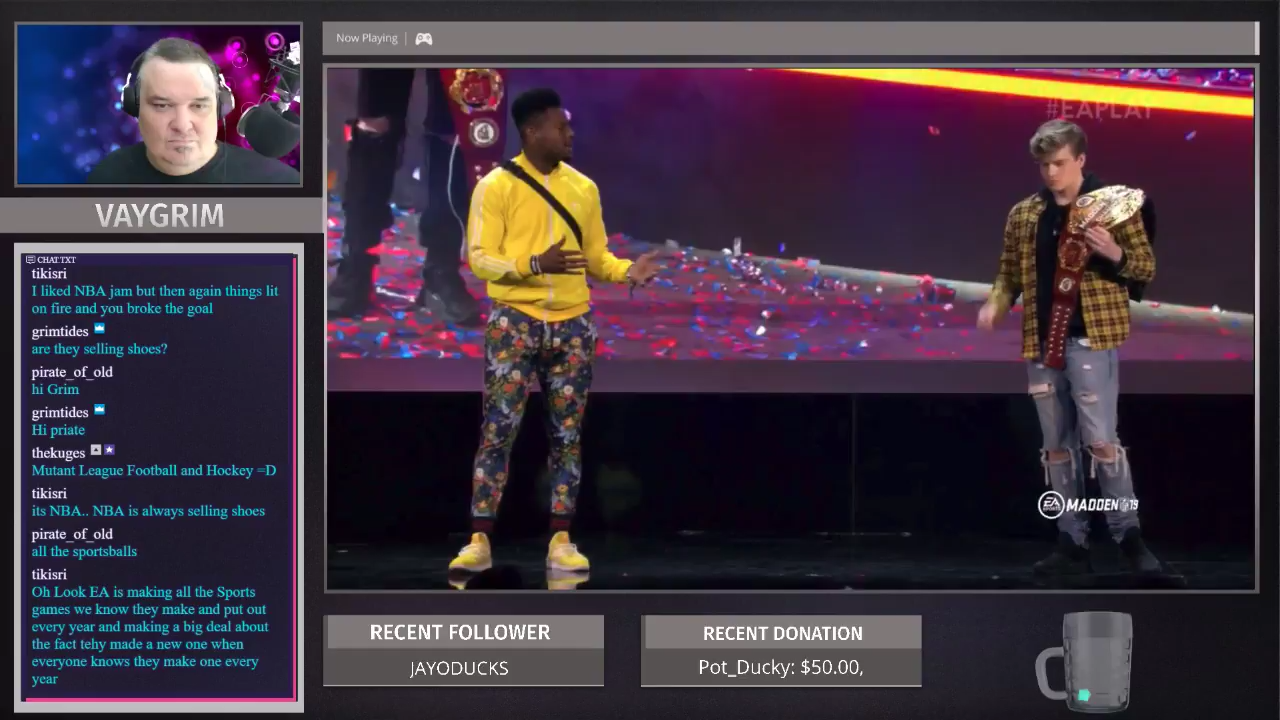 Now Playing
#EAPLAY
VAYGRIM
CHAT.TXT
tikisri
I liked NBA jam but then again things lit
on fire and you broke the goal
grimtides
are they selling shoes?
pirate_of_old
hi Grim
grimtides
Hi priate
thekuges
Mutant League Football and Hockey =D
tikisri
its NBA.. NBA is always selling shoes
pirate_of_old
all the sportsballs
tikisri
Oh Look EA is making all the Sports
games we know they make and put out
every year and making a big deal about
the fact tehy made a new one when
everyone knows they make one every
year
EA SPORTS MADDEN NFL 19
RECENT FOLLOWER
JAYODUCKS
RECENT DONATION
Pot_Ducky: $50.00,